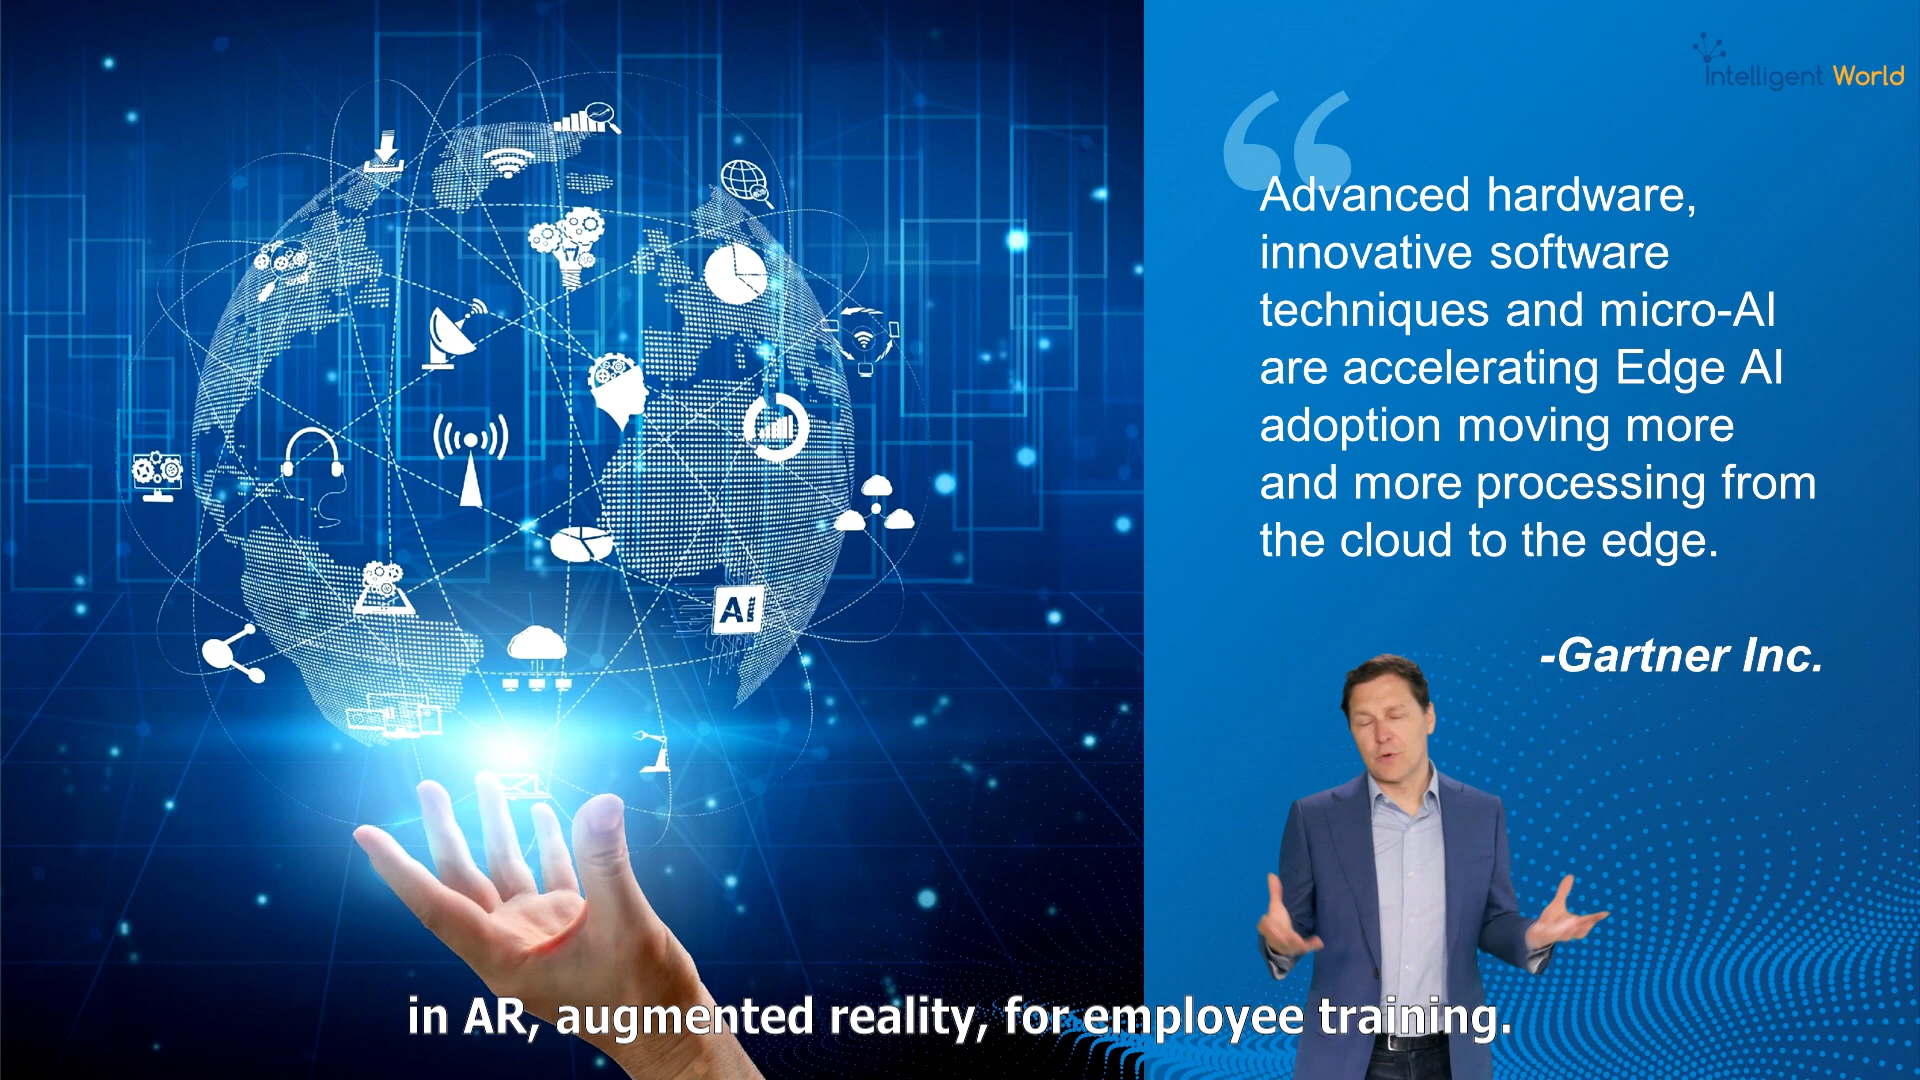 Intelligent World
“
Advanced hardware,
innovative software
techniques and micro-AI
are accelerating Edge AI
adoption moving more
and more processing from
the cloud to the edge.
-Gartner Inc.
AI
in AR, augmented reality, for employee training.